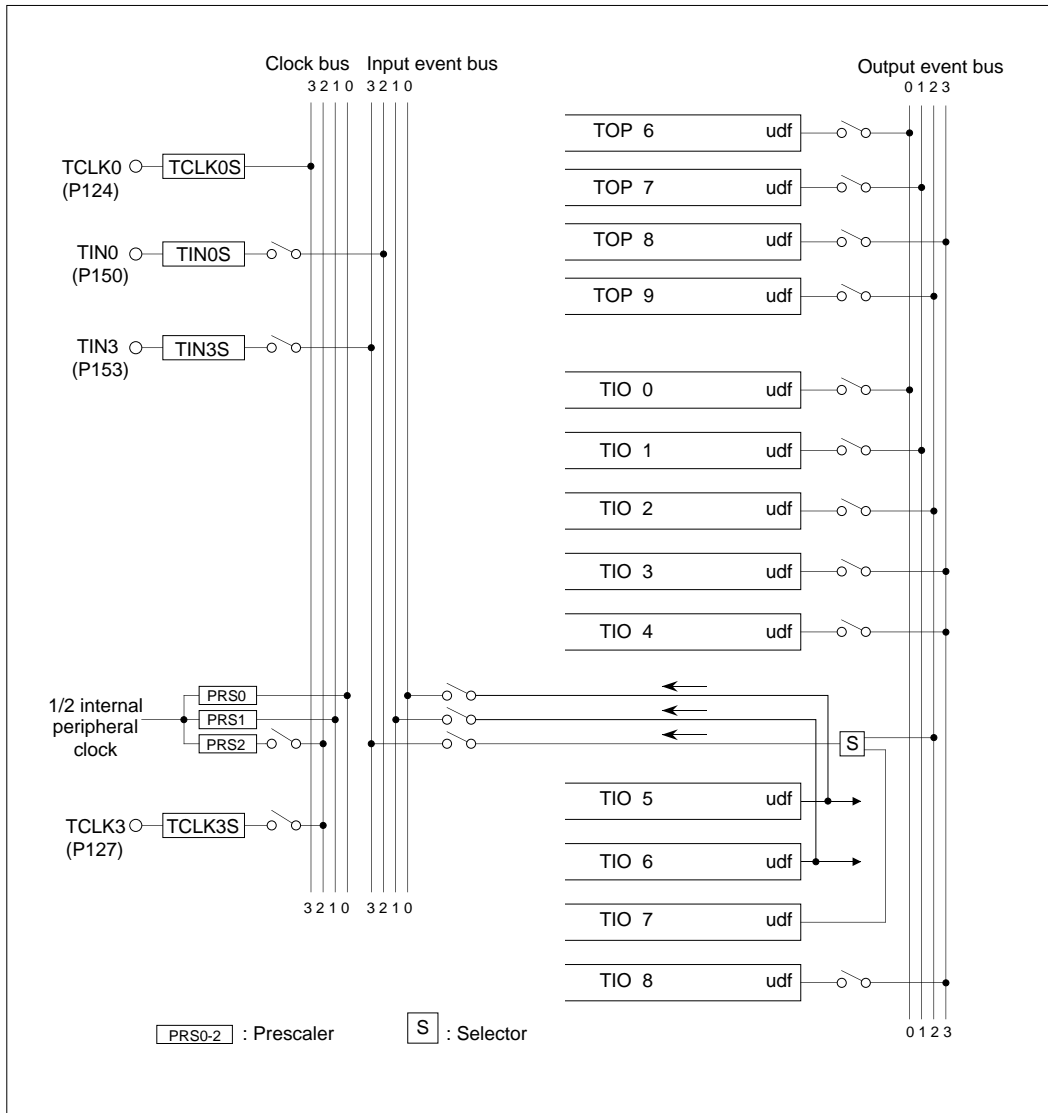 Clock bus Input event bus
3 2 1 0 3 2 1 0
Output event bus
0 1 2 3
TOP 6 udf
TCLK0 TCLK0S
(P124)
TOP 7 udf
TOP 8 udf
TIN0 TIN0S
(P150)
TOP 9 udf
TIN3 TIN3S
(P153)
TIO 0 udf
TIO 1 udf
TIO 2 udf
TIO 3 udf
TIO 4 udf
1/2 internal
peripheral
clock
PRS0
PRS1
PRS2
S
TIO 5 udf
TCLK3 TCLK3S
(P127)
TIO 6 udf
3 2 1 0 3 2 1 0
TIO 7 udf
TIO 8 udf
0 1 2 3
PRS0-2 : Prescaler
S : Selector